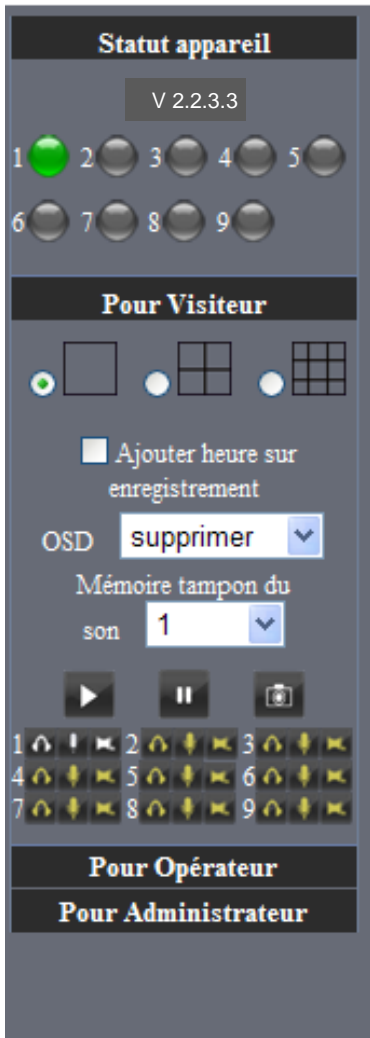 Statut appareil
V 2.2.3.3
1 2 3 4 5
6 7 8 9
Pour Visiteur
Ajouter heure sur
enregistrement
OSD supprimer
Mémoire tampon du
son 1
1 2 3
4 5 6
7 8 9
Pour Opérateur
Pour Administrateur